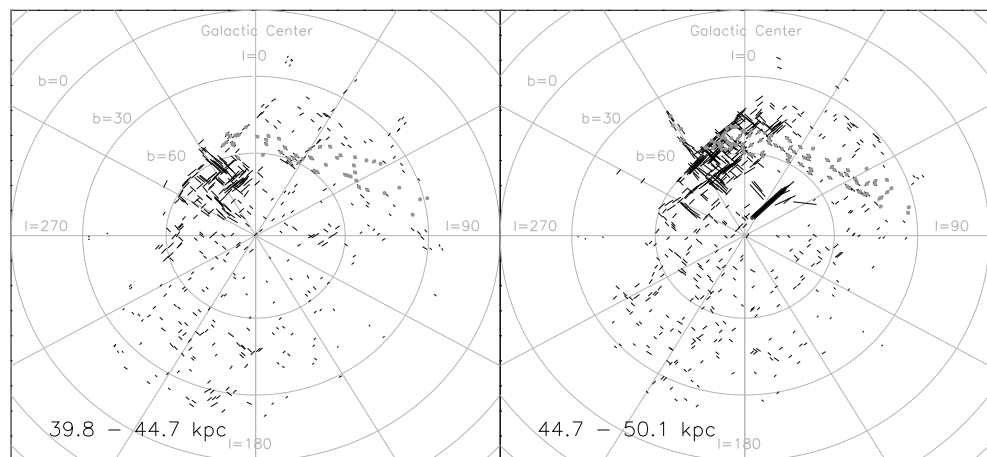 Galactic Center
l=0
b=0
b=30
b=60
l=270
l=90
39.8 – 44.7 kpc
l=180
Galactic Center
l=0
b=0
b=30
b=60
l=270
l=90
44.7 – 50.1 kpc
l=180